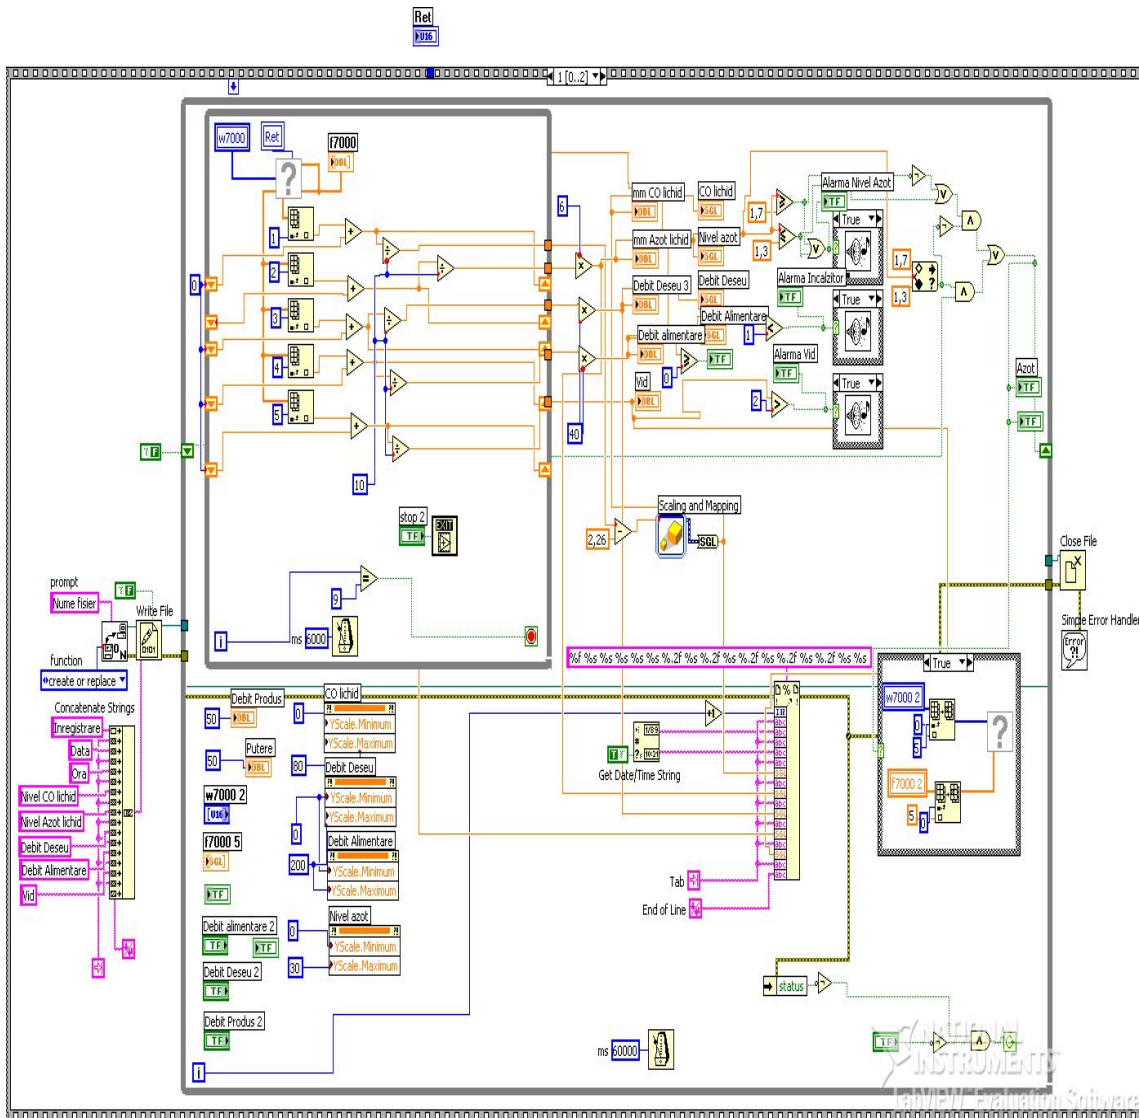 Ret
U16
1 [0..2]
w7000
Ret
f7000
DBL
?
1
2
3
4
5
0
10
stop 2
TF
EXIT
=
9
i
ms 6000
6
40
mm CO lichid
DBL
CO lichid
SGL
mm Azot lichid
DBL
Nivel azot
SGL
Debit Deseu 3
DBL
Debit Deseu
SGL
Debit Alimentare
SGL
Debit alimentare
DBL
Vid
DBL
0
TF
1,7
1,3
Alarma Nivel Azot
TF
True
Alarma Incalzitor
TF
True
1
Alarma Vid
TF
True
2
1,7
1,3
Azot
TF
TF
Scaling and Mapping
2,26
SGL
Close File
Simple Error Handler
Error
?!
prompt
Nume fisier
Write File
function
create or replace
Concatenate Strings
Inregistrare
Data
Ora
Nivel CO lichid
Nivel Azot lichid
Debit Deseu
Debit Alimentare
Vid
%f %s %s %s %s %s %.2f %s %.2f %s %.2f %s %.2f %s %.2f %s %s
True
w7000 2
0
5
?
f7000 2
5
0
Debit Produs
50
DBL
Putere
50
DBL
w7000 2
U16
f7000 5
SGL
TF
Debit alimentare 2
TF
TF
Debit Deseu 2
TF
Debit Produs 2
TF
CO lichid
0
YScale.Minimum
YScale.Maximum
80
Debit Deseu
YScale.Minimum
YScale.Maximum
0
Debit Alimentare
200
YScale.Minimum
YScale.Maximum
Nivel azot
0
YScale.Minimum
YScale.Maximum
30
+1
Get Date/Time String
Tab
End of Line
status
TF
ms 60000
i
NATIONAL
INSTRUMENTS
LabVIEW Evaluation Software